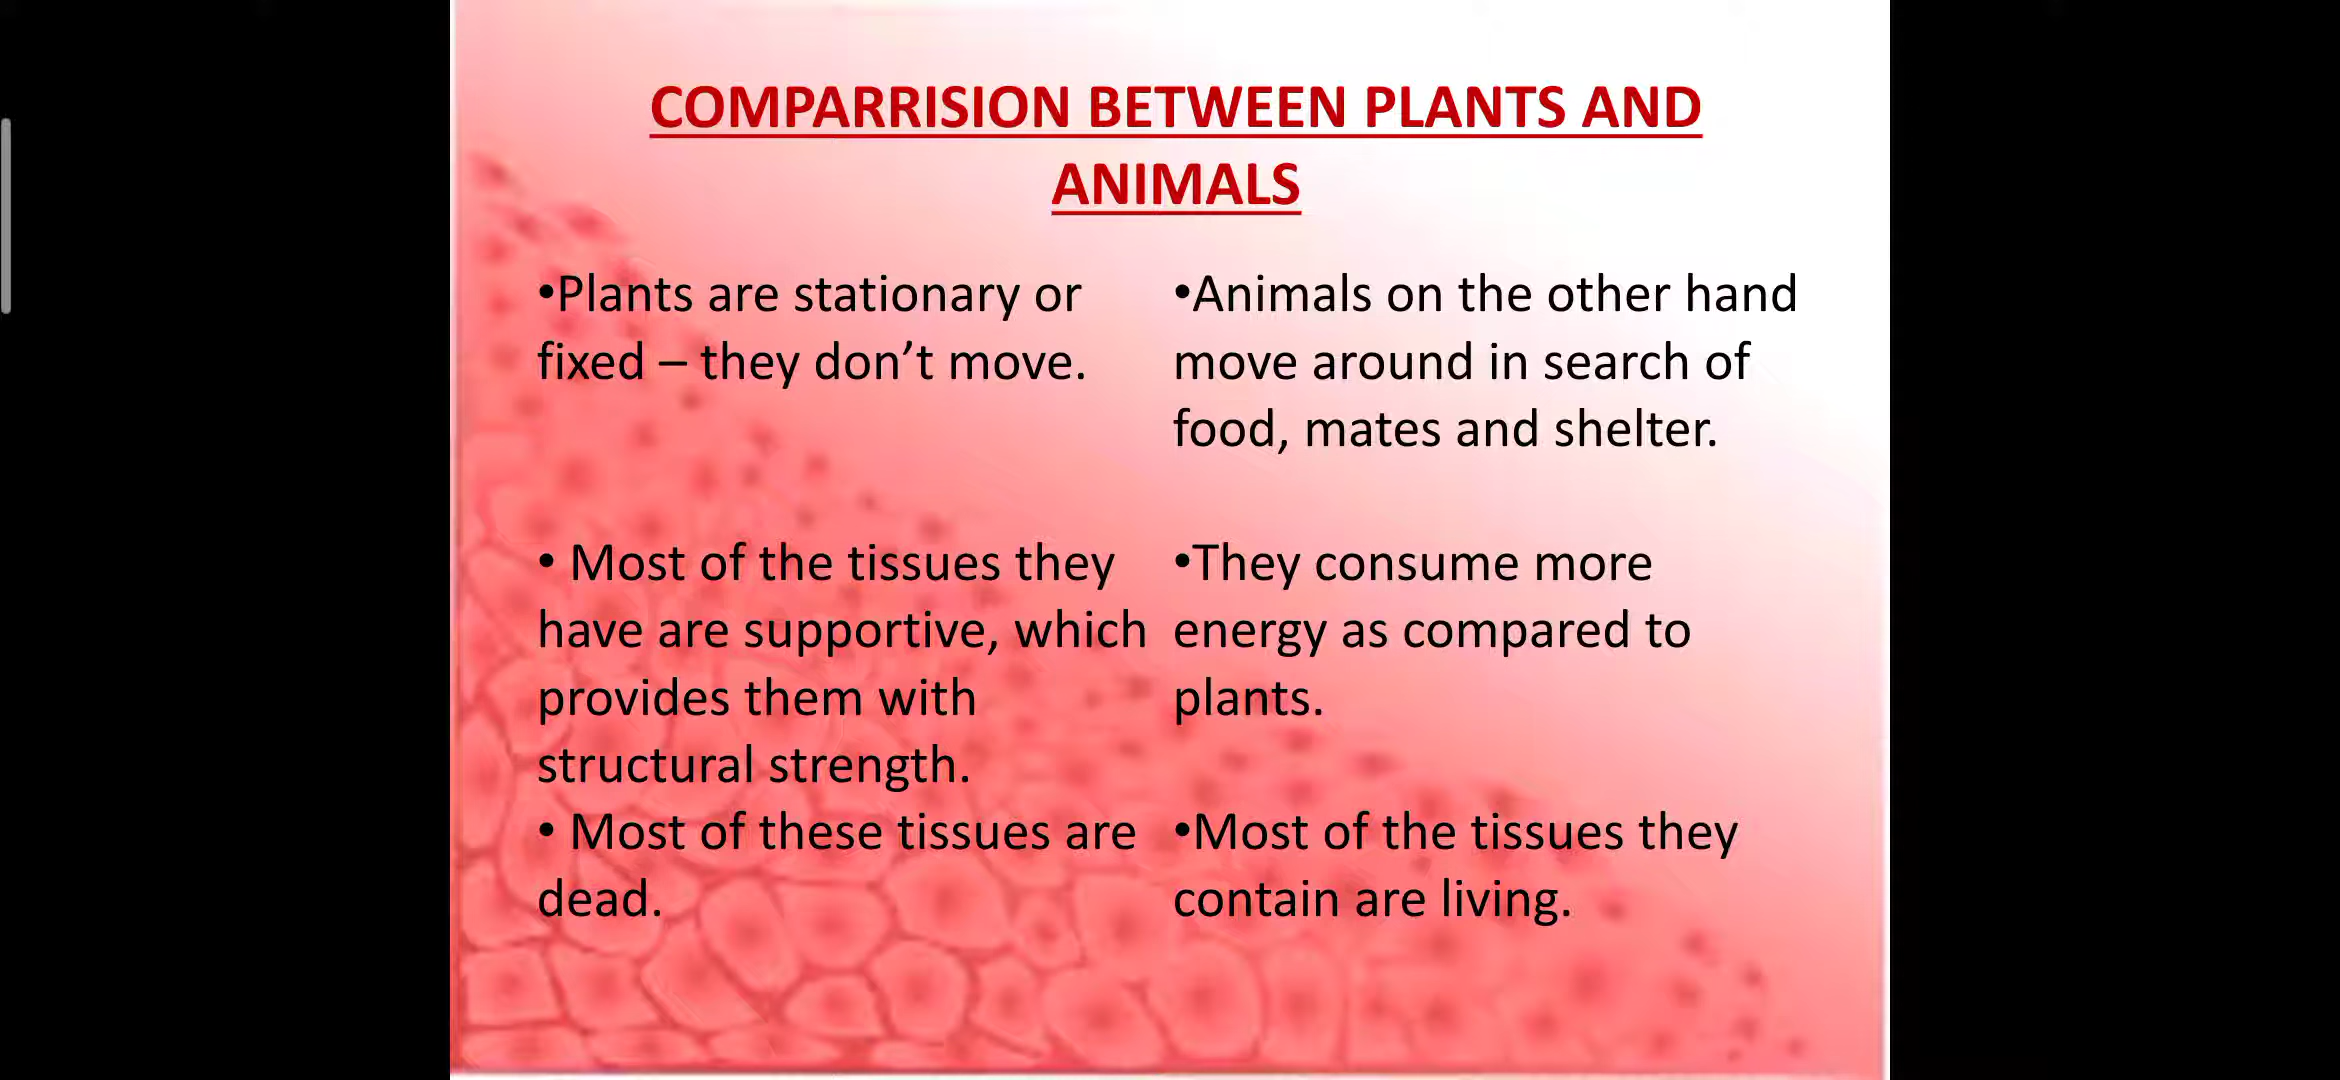 COMPARRISION BETWEEN PLANTS AND
ANIMALS
•Plants are stationary or
fixed – they don’t move.
• Most of the tissues they
have are supportive, which
provides them with
structural strength.
• Most of these tissues are
dead.
•Animals on the other hand
move around in search of
food, mates and shelter.
•They consume more
energy as compared to
plants.
•Most of the tissues they
contain are living.